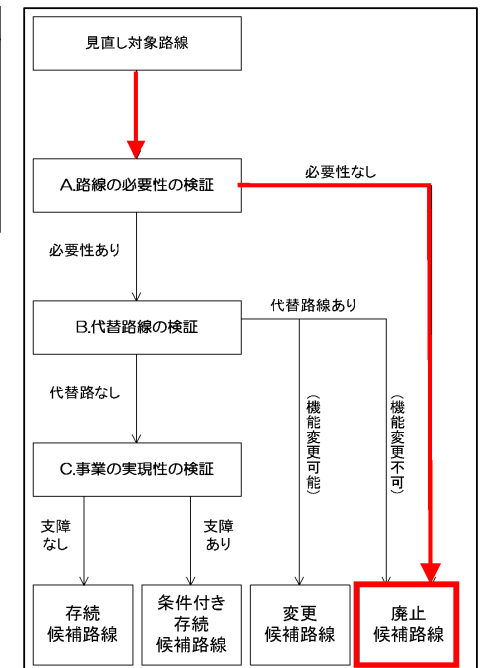 見直し対象路線
A.路線の必要性の検証
必要性なし
必要性あり
B.代替路線の検証
代替路線あり
代替路なし
（機能変更可能）
（機能変更不可）
C.事業の実現性の検証
支障
なし
支障
あり
存続
候補路線
条件付き
存続
候補路線
変更
候補路線
廃止
候補路線